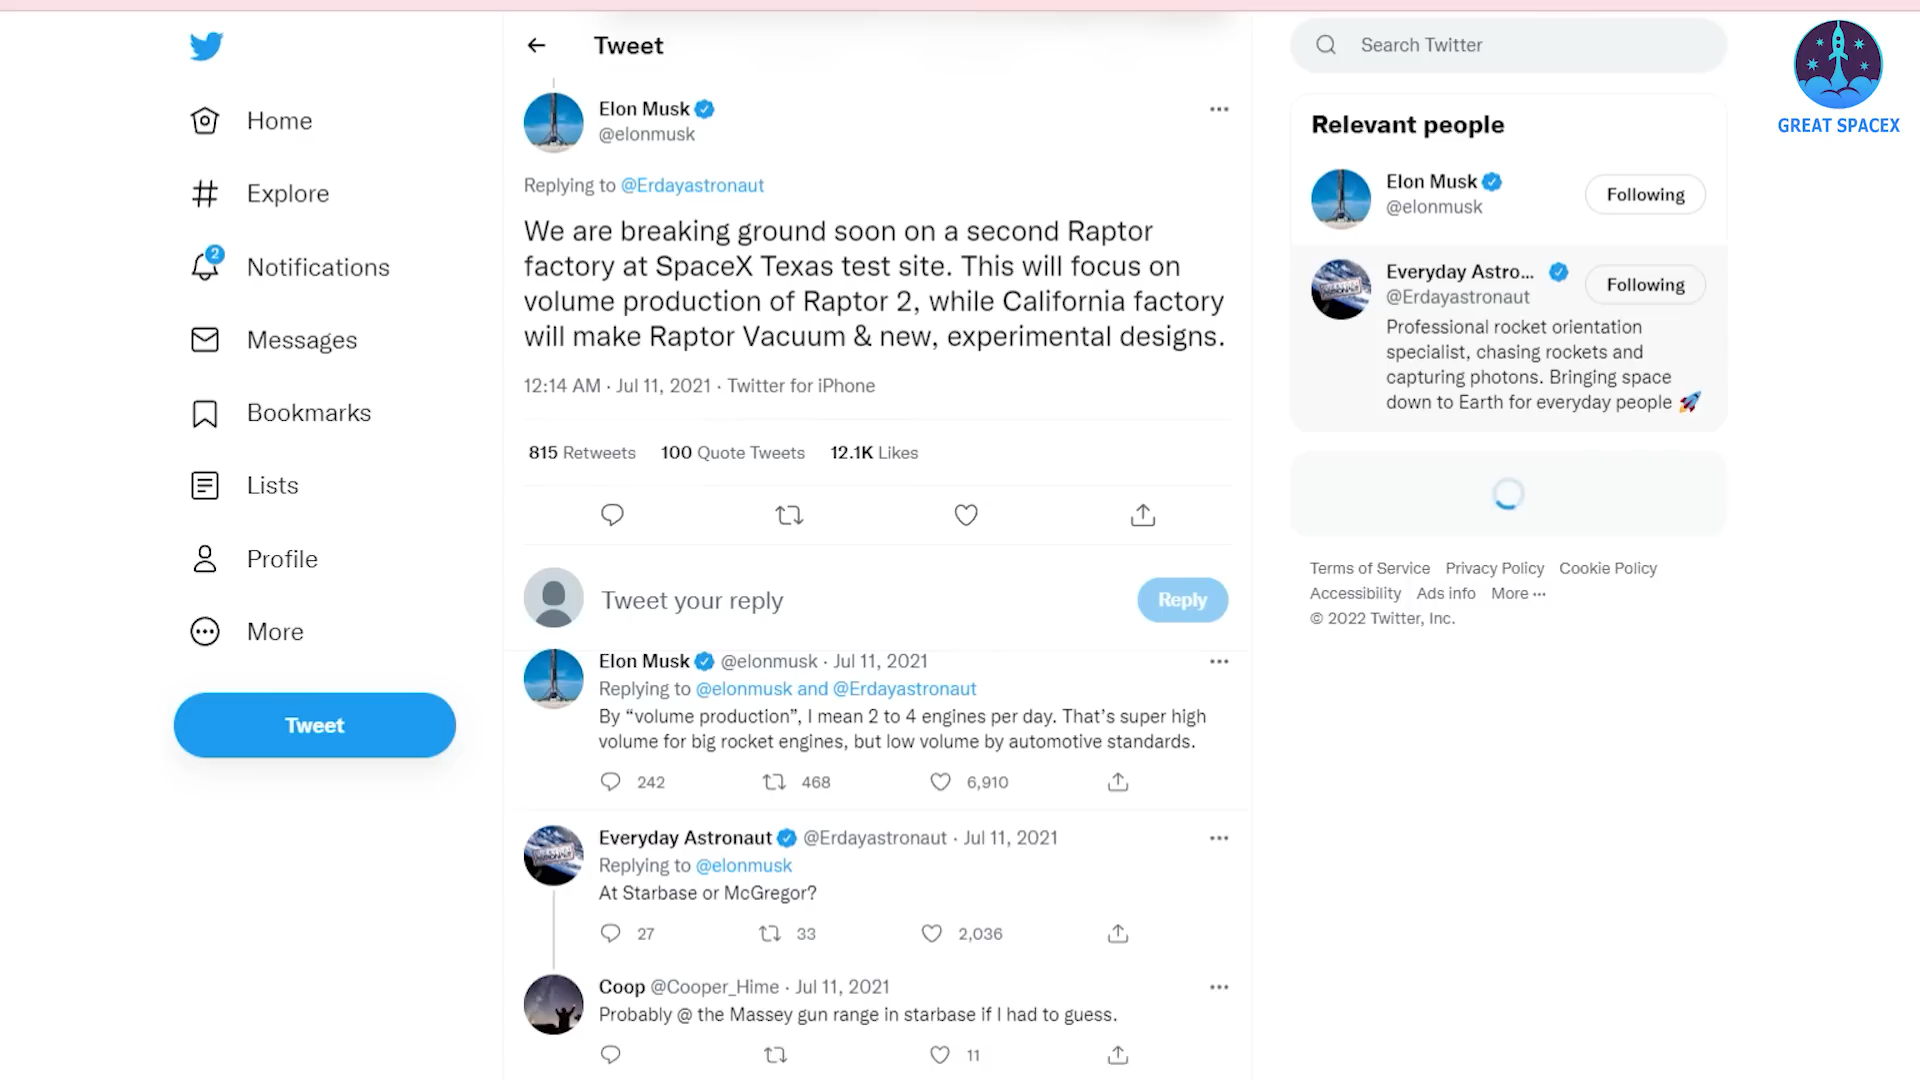 Tweet
Search Twitter
GREAT SPACEX
Home
Explore
2
Notifications
Messages
Bookmarks
Lists
Profile
More
Tweet
Elon Musk
@elonmusk
Replying to @Erdayastronaut
We are breaking ground soon on a second Raptor
factory at SpaceX Texas test site. This will focus on
volume production of Raptor 2, while California factory
will make Raptor Vacuum & new, experimental designs.
12:14 AM · Jul 11, 2021 · Twitter for iPhone
815 Retweets 100 Quote Tweets 12.1K Likes
Tweet your reply
Reply
Elon Musk @elonmusk · Jul 11, 2021
Replying to @elonmusk and @Erdayastronaut
By “volume production”, I mean 2 to 4 engines per day. That’s super high
volume for big rocket engines, but low volume by automotive standards.
242 468 6,910
Everyday Astronaut @Erdayastronaut · Jul 11, 2021
Replying to @elonmusk
At Starbase or McGregor?
27 33 2,036
Coop @Cooper_Hime · Jul 11, 2021
Probably @ the Massey gun range in starbase if I had to guess.
11
Relevant people
Elon Musk
@elonmusk
Following
Everyday Astro...
@Erdayastronaut
Following
Professional rocket orientation
specialist, chasing rockets and
capturing photons. Bringing space
down to Earth for everyday people
Terms of Service Privacy Policy Cookie Policy
Accessibility Ads info More ···
© 2022 Twitter, Inc.